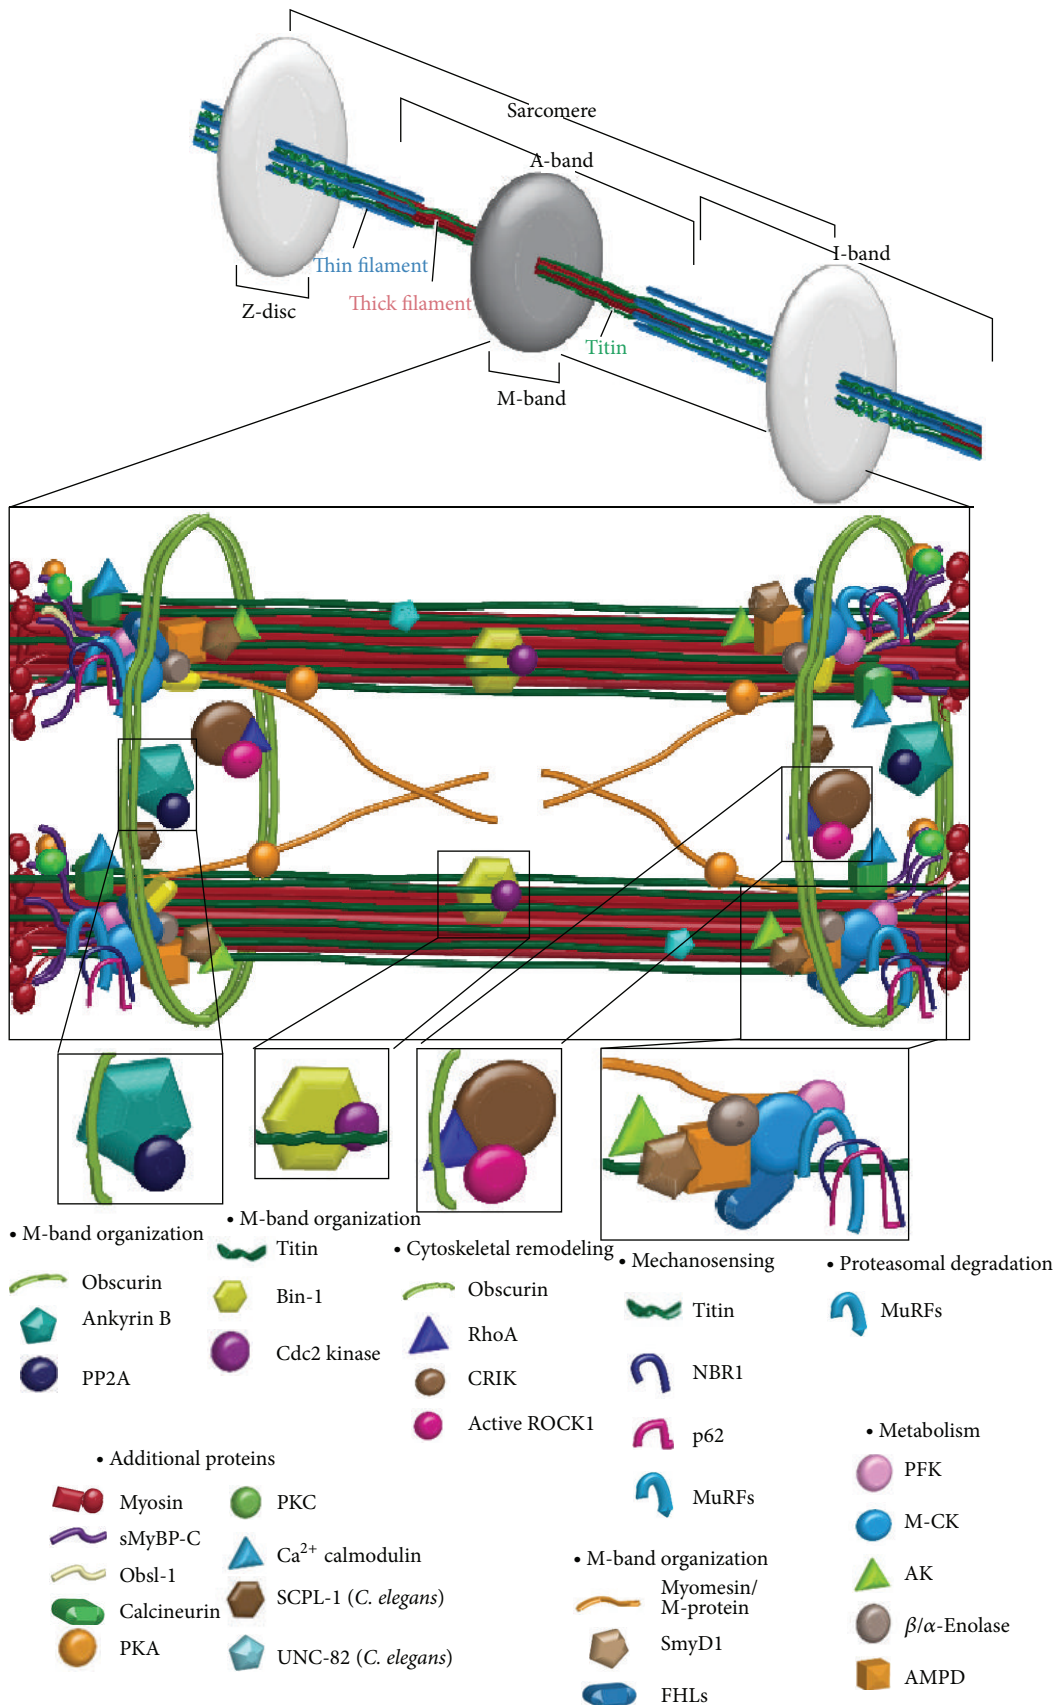 Sarcomere
A-band
I-band
Thin filament
Thick filament
Z-disc
Titin
M-band
• M-band organization
Obscurin
Ankyrin B
PP2A
• M-band organization
Titin
Bin-1
Cdc2 kinase
• Cytoskeletal remodeling
Obscurin
RhoA
CRIK
Active ROCK1
• Mechanosensing
Titin
NBR1
p62
MuRFs
• Proteasomal degradation
MuRFs
• Metabolism
PFK
M-CK
AK
β/α-Enolase
AMPD
• Additional proteins
Myosin
sMyBP-C
Obsl-1
Calcineurin
PKA
PKC
Ca²⁺ calmodulin
SCPL-1 (C. elegans)
UNC-82 (C. elegans)
• M-band organization
Myomesin/
M-protein
SmyD1
FHLs